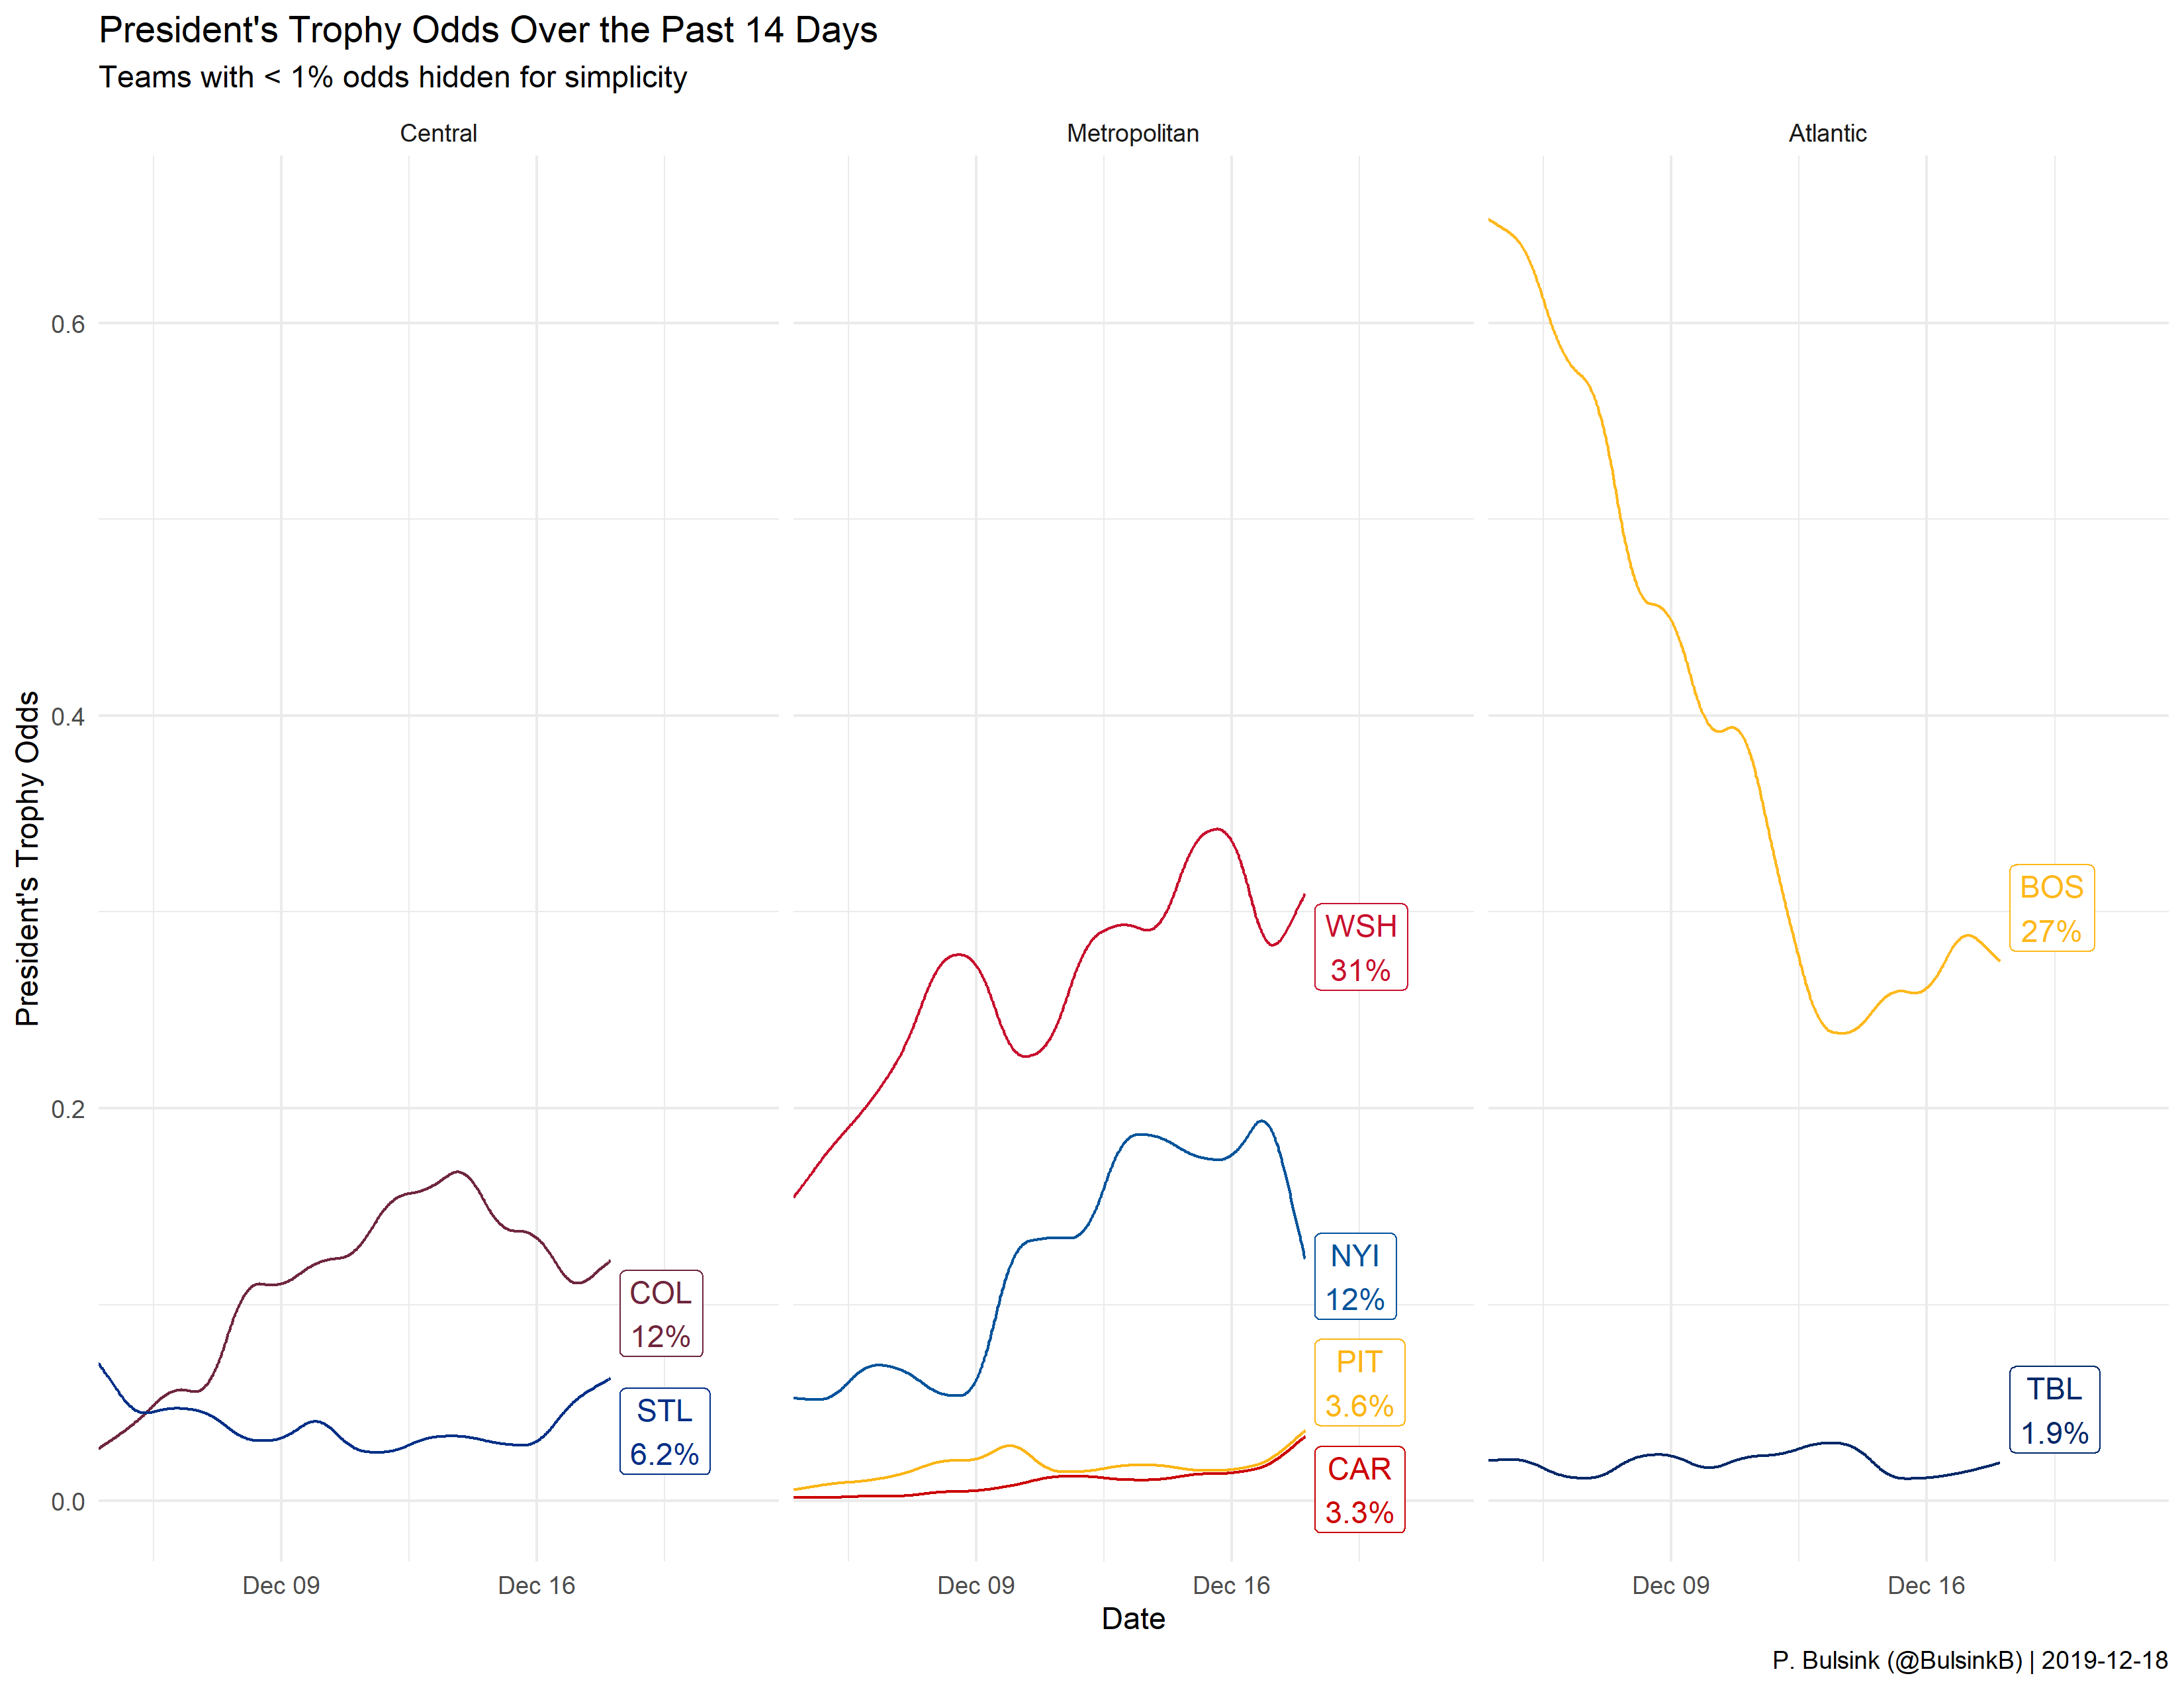 President's Trophy Odds Over the Past 14 Days
Teams with < 1% odds hidden for simplicity
Central
Metropolitan
Atlantic
President's Trophy Odds
0.6
0.4
0.2
0.0
COL
12%
STL
6.2%
WSH
31%
NYI
12%
PIT
3.6%
CAR
3.3%
BOS
27%
TBL
1.9%
Dec 09
Dec 16
Dec 09
Dec 16
Dec 09
Dec 16
Date
P. Bulsink (@BulsinkB) | 2019-12-18